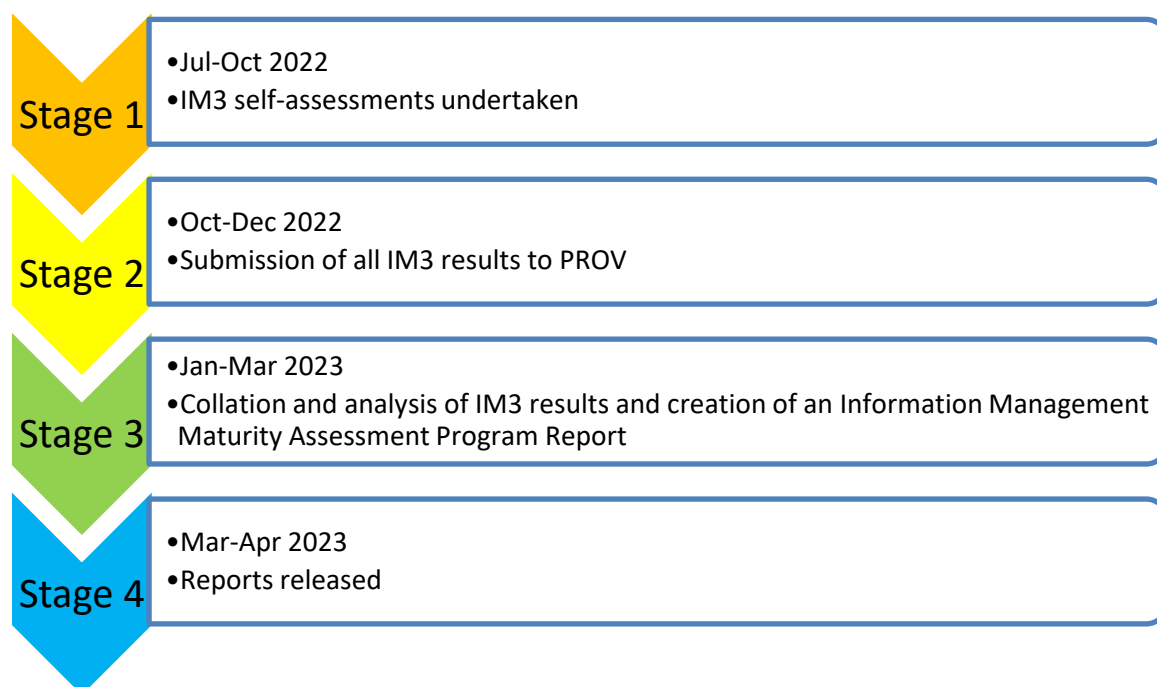 Stage 1
•Jul-Oct 2022
•IM3 self-assessments undertaken
Stage 2
•Oct-Dec 2022
•Submission of all IM3 results to PROV
Stage 3
•Jan-Mar 2023
•Collation and analysis of IM3 results and creation of an Information Management
Maturity Assessment Program Report
Stage 4
•Mar-Apr 2023
•Reports released